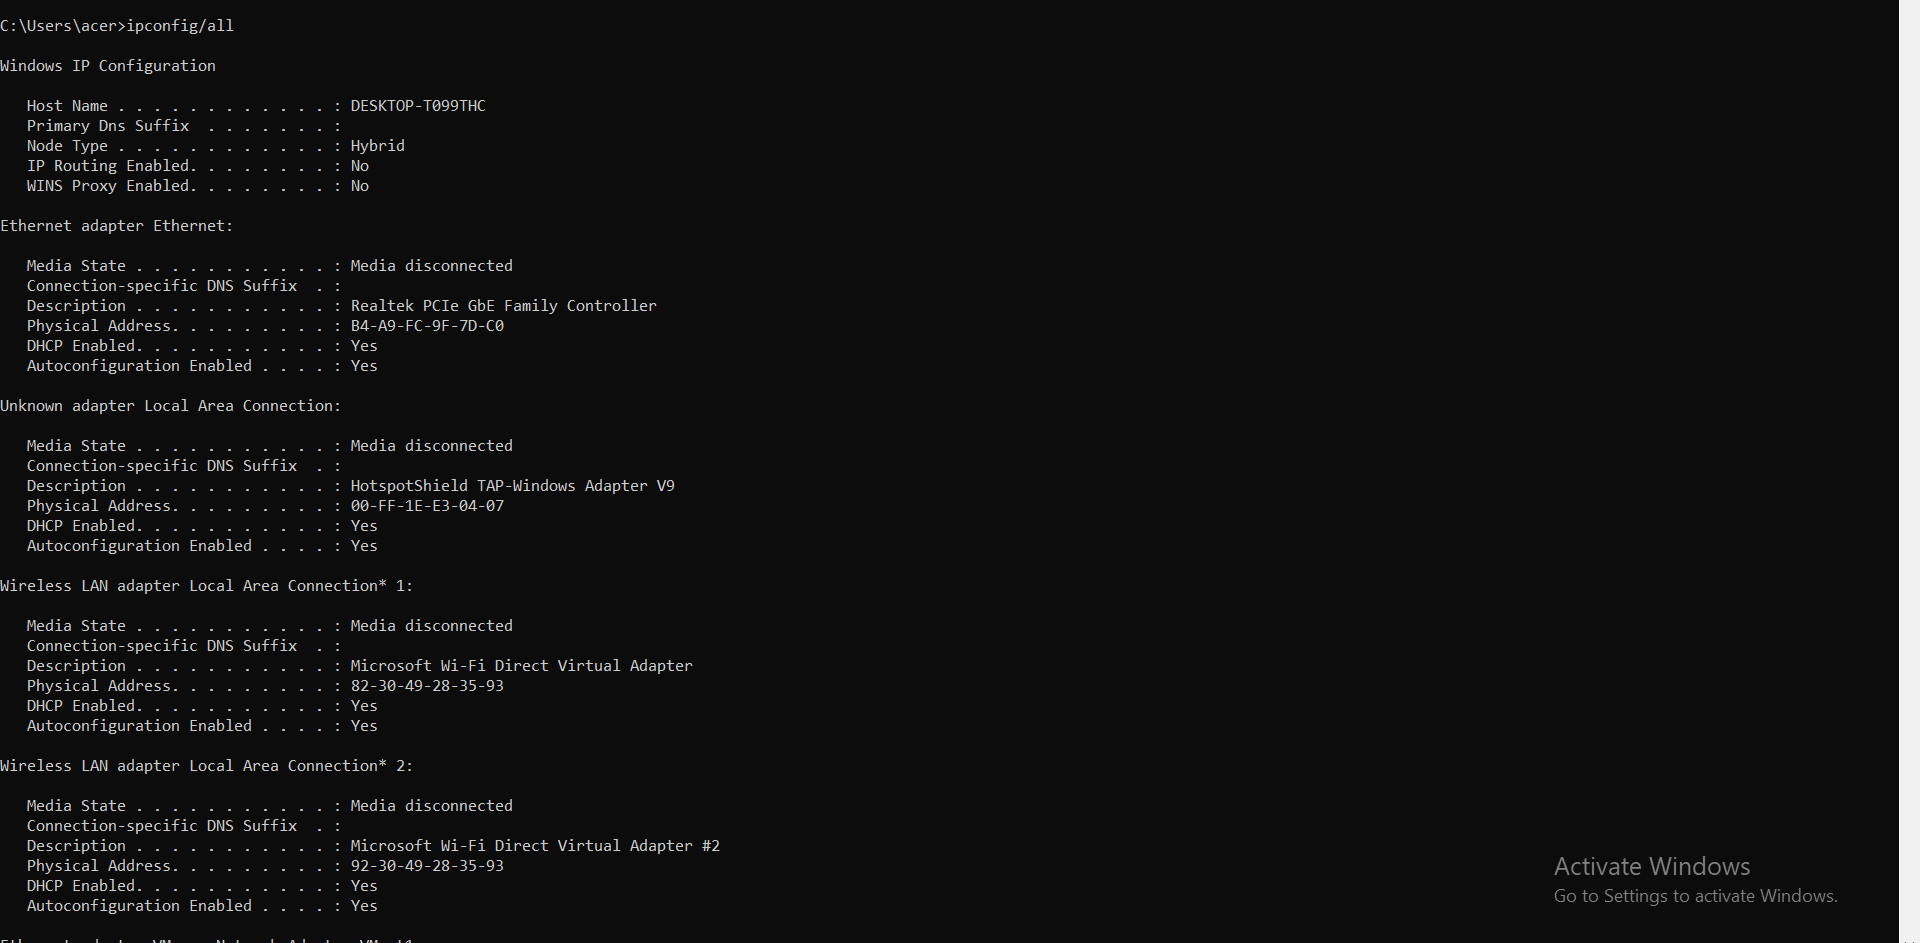 C:\Users\acer>ipconfig/all
Windows IP Configuration
Host Name . . . . . . . . . . . . : DESKTOP-T099THC
Primary Dns Suffix  . . . . . . . :
Node Type . . . . . . . . . . . . : Hybrid
IP Routing Enabled. . . . . . . . : No
WINS Proxy Enabled. . . . . . . . : No
Ethernet adapter Ethernet:
Media State . . . . . . . . . . . : Media disconnected
Connection-specific DNS Suffix  . :
Description . . . . . . . . . . . : Realtek PCIe GbE Family Controller
Physical Address. . . . . . . . . : B4-A9-FC-9F-7D-C0
DHCP Enabled. . . . . . . . . . . : Yes
Autoconfiguration Enabled . . . . : Yes
Unknown adapter Local Area Connection:
Media State . . . . . . . . . . . : Media disconnected
Connection-specific DNS Suffix  . :
Description . . . . . . . . . . . : HotspotShield TAP-Windows Adapter V9
Physical Address. . . . . . . . . : 00-FF-1E-E3-04-07
DHCP Enabled. . . . . . . . . . . : Yes
Autoconfiguration Enabled . . . . : Yes
Wireless LAN adapter Local Area Connection* 1:
Media State . . . . . . . . . . . : Media disconnected
Connection-specific DNS Suffix  . :
Description . . . . . . . . . . . : Microsoft Wi-Fi Direct Virtual Adapter
Physical Address. . . . . . . . . : 82-30-49-28-35-93
DHCP Enabled. . . . . . . . . . . : Yes
Autoconfiguration Enabled . . . . : Yes
Wireless LAN adapter Local Area Connection* 2:
Media State . . . . . . . . . . . : Media disconnected
Connection-specific DNS Suffix  . :
Description . . . . . . . . . . . : Microsoft Wi-Fi Direct Virtual Adapter #2
Physical Address. . . . . . . . . : 92-30-49-28-35-93
DHCP Enabled. . . . . . . . . . . : Yes
Autoconfiguration Enabled . . . . : Yes
Activate Windows
Go to Settings to activate Windows.